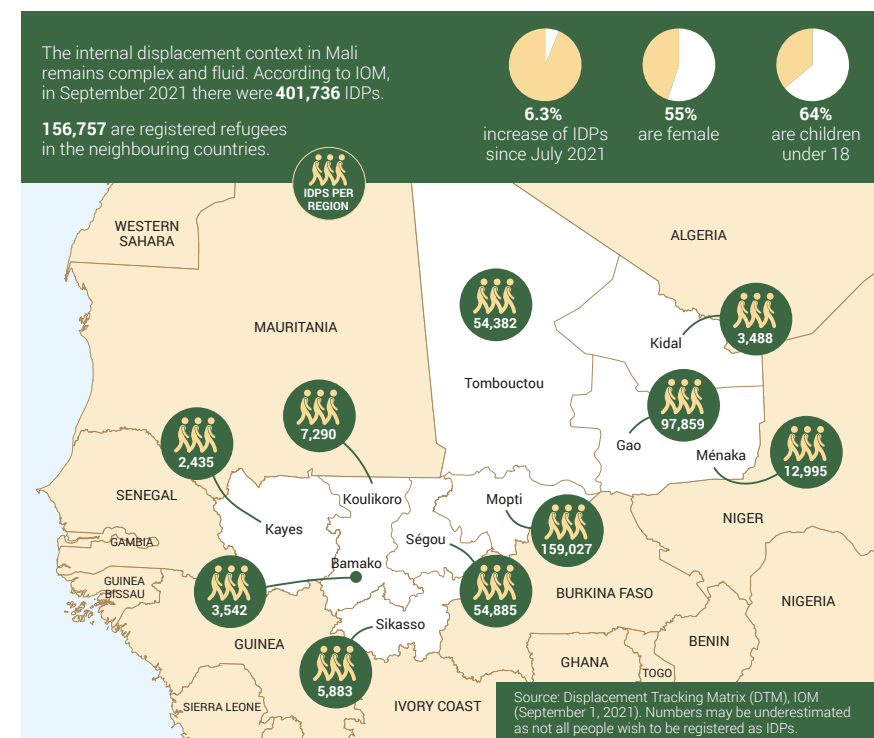 The internal displacement context in Mali
remains complex and fluid. According to IOM,
in September 2021 there were 401,736 IDPs.
156,757 are registered refugees
in the neighbouring countries.
6.3%
increase of IDPs
since July 2021
55%
are female
64%
are children
under 18
IDPS PER
REGION
WESTERN
SAHARA
ALGERIA
MAURITANIA
54,382
Tombouctou
Kidal
3,488
97,859
Gao
Ménaka
12,995
7,290
Koulikoro
2,435
Kayes
SENEGAL
GAMBIA
GUINEA
BISSAU
Mopti
159,027
Ségou
54,885
Bamako
3,542
Sikasso
5,883
NIGER
BURKINA FASO
NIGERIA
BENIN
GHANA
TOGO
GUINEA
SIERRA LEONE
IVORY COAST
Source: Displacement Tracking Matrix (DTM), IOM
(September 1, 2021). Numbers may be underestimated
as not all people wish to be registered as IDPs.